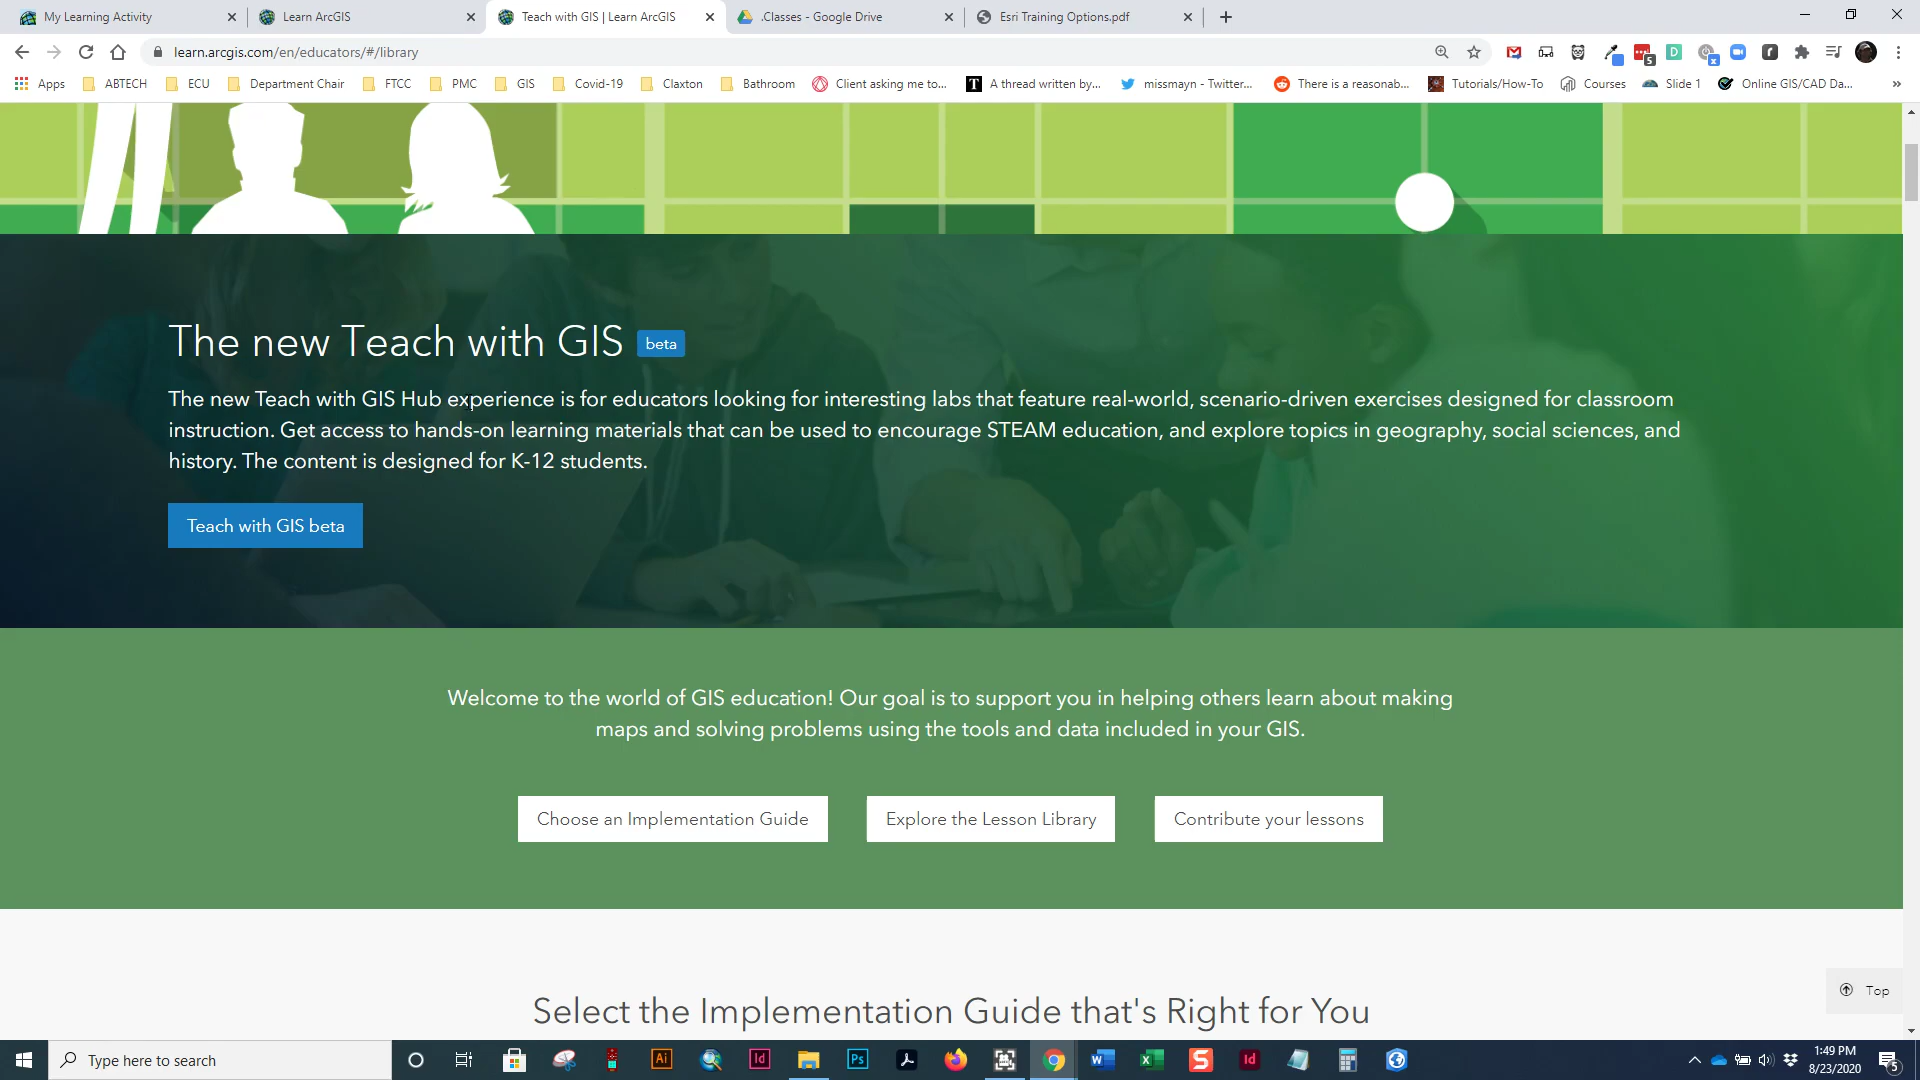 My Learning Activity
Learn ArcGIS
Teach with GIS | Learn ArcGIS
.Classes - Google Drive
Esri Training Options.pdf
learn.arcgis.com/en/educators/#/library
Apps
ABTECH
ECU
Department Chair
FTCC
PMC
GIS
Covid-19
Claxton
Bathroom
Client asking me to...
A thread written by...
missmayn - Twitter...
There is a reasonab...
Tutorials/How-To
Courses
Slide 1
Online GIS/CAD Da...
»
The new Teach with GIS beta
The new Teach with GIS Hub experience is for educators looking for interesting labs that feature real-world, scenario-driven exercises designed for classroom
instruction. Get access to hands-on learning materials that can be used to encourage STEAM education, and explore topics in geography, social sciences, and
history. The content is designed for K-12 students.
Teach with GIS beta
Welcome to the world of GIS education! Our goal is to support you in helping others learn about making
maps and solving problems using the tools and data included in your GIS.
Choose an Implementation Guide
Explore the Lesson Library
Contribute your lessons
Top
Select the Implementation Guide that's Right for You
Type here to search
1:49 PM
8/23/2020
5